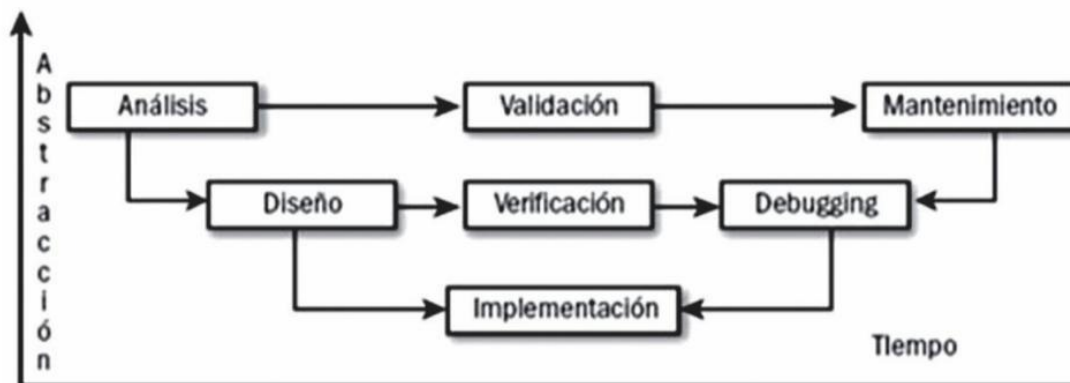 Abstracción
Análisis
Validación
Mantenimiento
Diseño
Verificación
Debugging
Implementación
TIempo